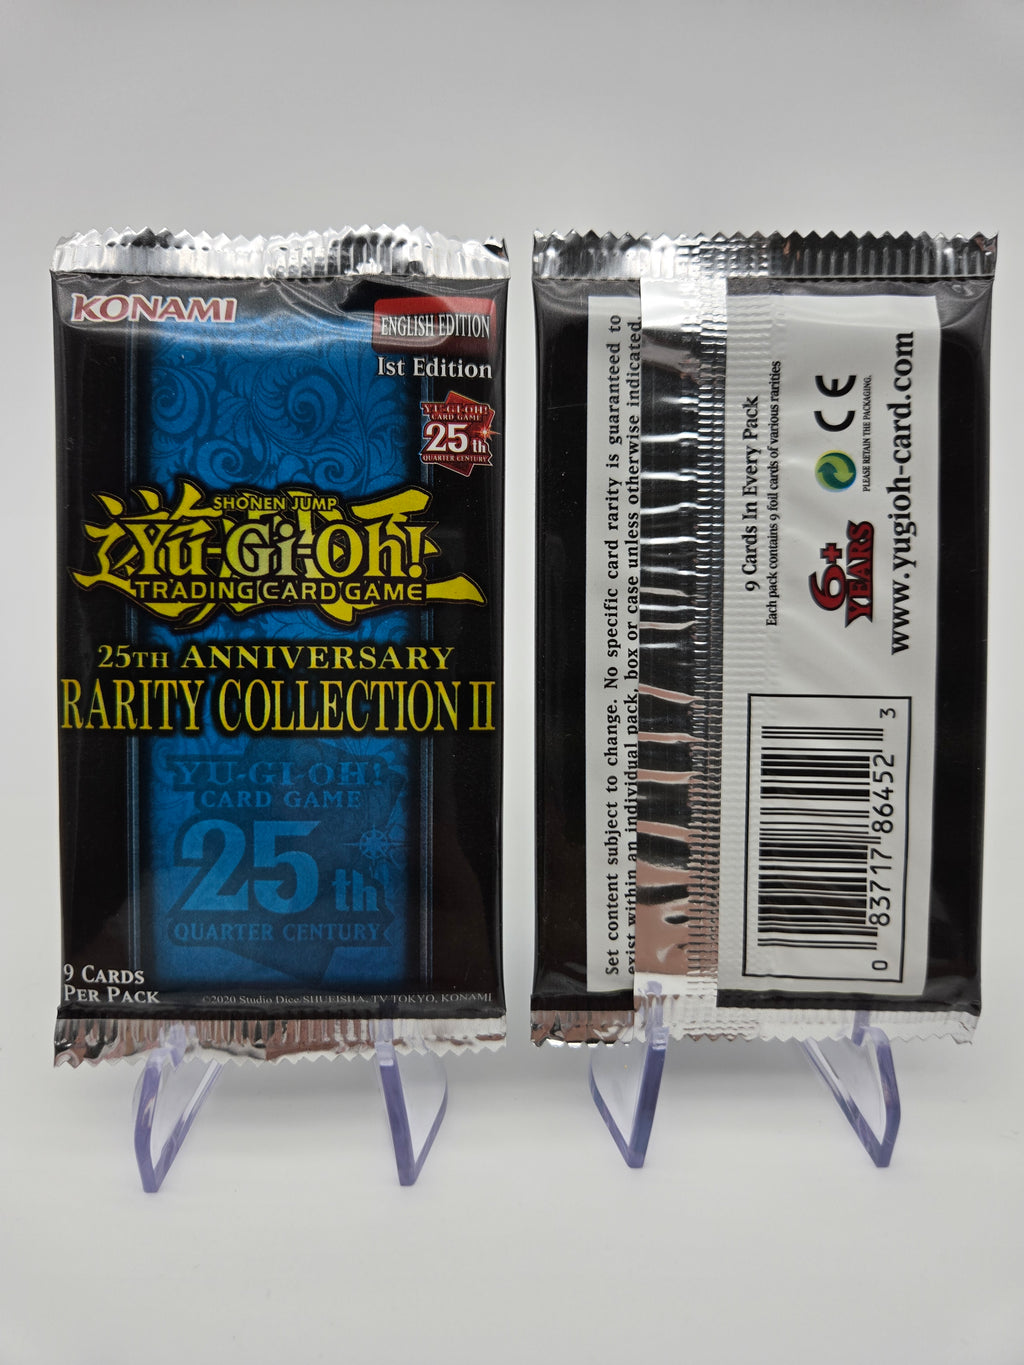 KONAMI
ENGLISH EDITION
1st Edition
YU-GI-OH!
CARD GAME
25th
QUARTER CENTURY
SHONEN JUMP
遊☆戯☆王
Yu-Gi-Oh!
TRADING CARD GAME
25TH ANNIVERSARY
RARITY COLLECTION II
YU-GI-OH!
CARD GAME
25th
QUARTER CENTURY
9 CARDS
PER PACK
©2020 Studio Dice/SHUEISHA, TV TOKYO, KONAMI
Set content subject to change. No specific card rarity is guaranteed to
exist within an individual pack, box or case unless otherwise indicated.
9 Cards In Every Pack
Each pack contains 9 foil cards of various rarities
CE
PLEASE RETAIN THE PACKAGING.
6+
YEARS
www.yugioh-card.com
0 83717 86452 3